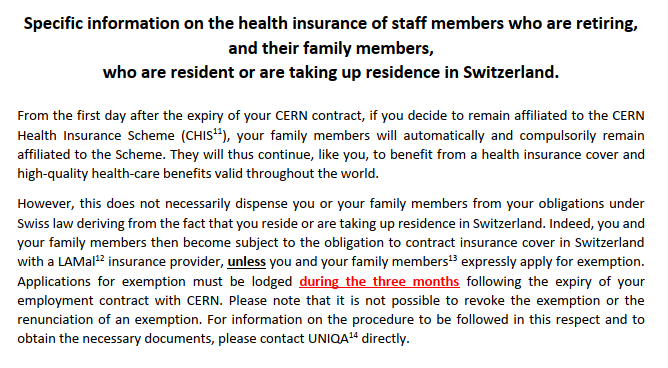 Specific information on the health insurance of staff members who are retiring,
and their family members,
who are resident or are taking up residence in Switzerland.
From the first day after the expiry of your CERN contract, if you decide to remain affiliated to the CERN
Health Insurance Scheme (CHIS¹¹), your family members will automatically and compulsorily remain
affiliated to the Scheme. They will thus continue, like you, to benefit from a health insurance cover and
high-quality health-care benefits valid throughout the world.
However, this does not necessarily dispense you or your family members from your obligations under
Swiss law deriving from the fact that you reside or are taking up residence in Switzerland. Indeed, you and
your family members then become subject to the obligation to contract insurance cover in Switzerland
with a LAMal¹² insurance provider, unless you and your family members¹³ expressly apply for exemption.
Applications for exemption must be lodged during the three months following the expiry of your
employment contract with CERN. Please note that it is not possible to revoke the exemption or the
renunciation of an exemption. For information on the procedure to be followed in this respect and to
obtain the necessary documents, please contact UNIQA¹⁴ directly.